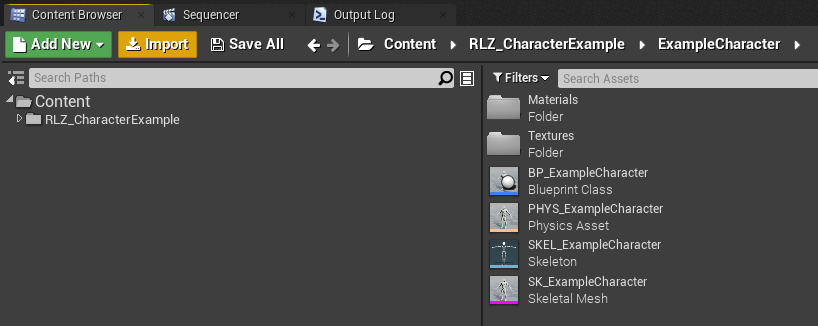 Content Browser
Sequencer
Output Log
Add New
Import
Save All
Content
RLZ_CharacterExample
ExampleCharacter
Search Paths
Content
RLZ_CharacterExample
Filters
Search Assets
Materials
Folder
Textures
Folder
BP_ExampleCharacter
Blueprint Class
PHYS_ExampleCharacter
Physics Asset
SKEL_ExampleCharacter
Skeleton
SK_ExampleCharacter
Skeletal Mesh